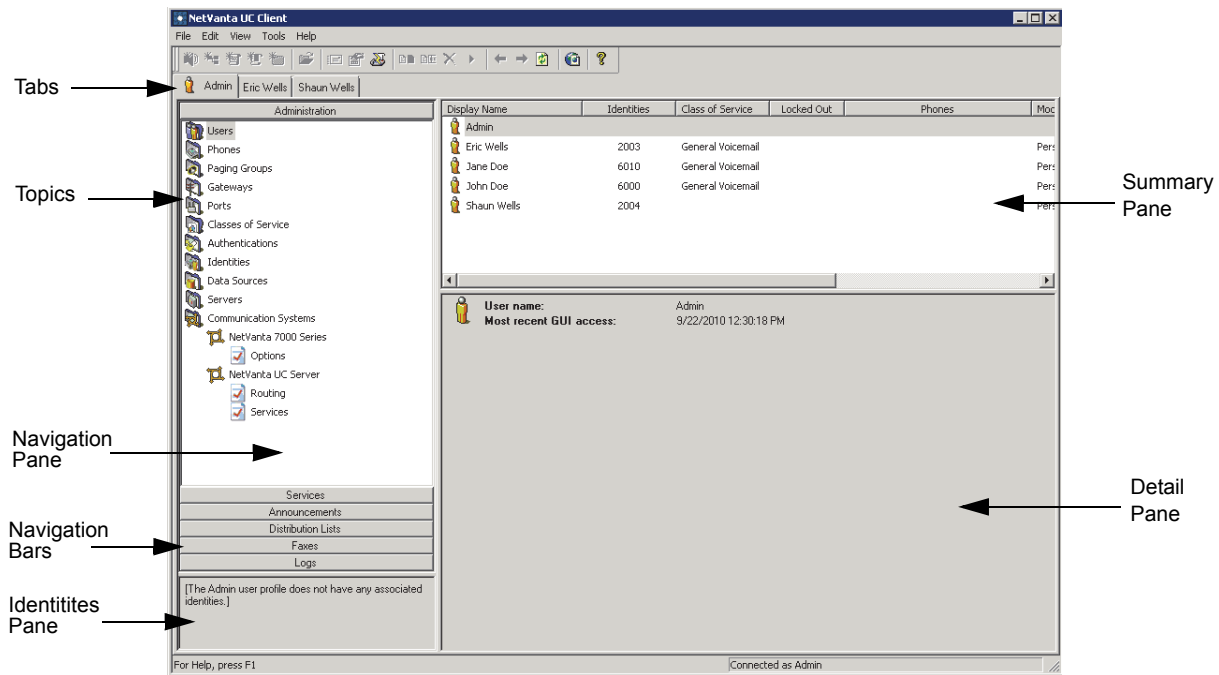 NetVanta UC Client
File Edit View Tools Help
Tabs
Admin Eric Wells Shaun Wells
Administration
Users
Phones
Paging Groups
Topics
Gateways
Ports
Classes of Service
Authentications
Identities
Data Sources
Servers
Communication Systems
NetVanta 7000 Series
Options
NetVanta UC Server
Routing
Services
Navigation
Pane
Services
Announcements
Distribution Lists
Faxes
Logs
Navigation
Bars
[The Admin user profile does not have any associated
identities.]
Identitites
Pane
Display Name Identities Class of Service Locked Out Phones Moc
Admin
Eric Wells 2003 General Voicemail Pers
Jane Doe 6010 General Voicemail Pers
John Doe 6000 General Voicemail Pers
Shaun Wells 2004 Pers
Summary
Pane
User name: Admin
Most recent GUI access: 9/22/2010 12:30:18 PM
Detail
Pane
For Help, press F1 Connected as Admin